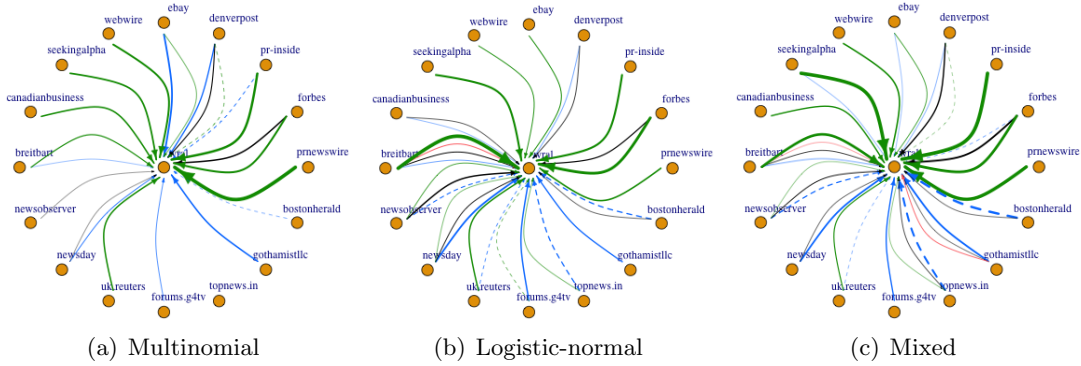 ebay
webwire
denverpost
seekingalpha
pr-inside
canadianbusiness
forbes
breitbart
prnewswire
newsobserver
bostonherald
newsday
gothamistllc
uk.reuters
forums.g4tv
topnews.in
(a) Multinomial
ebay
webwire
denverpost
seekingalpha
pr-inside
canadianbusiness
forbes
breitbart
prnewswire
newsobserver
bostonherald
newsday
gothamistllc
uk.reuters
forums.g4tv
topnews.in
(b) Logistic-normal
ebay
webwire
denverpost
seekingalpha
pr-inside
canadianbusiness
forbes
breitbart
prnewswire
newsobserver
bostonherald
newsday
gothamistllc
uk.reuters
forums.g4tv
topnews.in
(c) Mixed